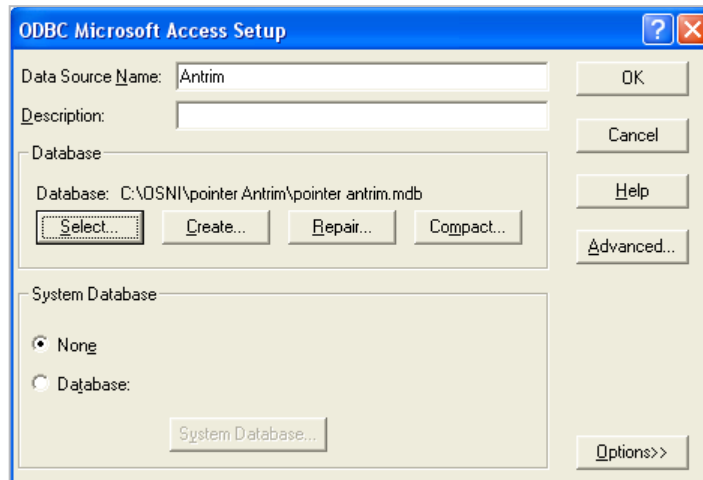 ODBC Microsoft Access Setup
Data Source Name: Antrim
OK
Description:
Cancel
Database
Database: C:\OSNI\pointer Antrim\pointer antrim.mdb
Help
Select... Create... Repair... Compact...
Advanced...
System Database
None
Database:
System Database...
Options>>